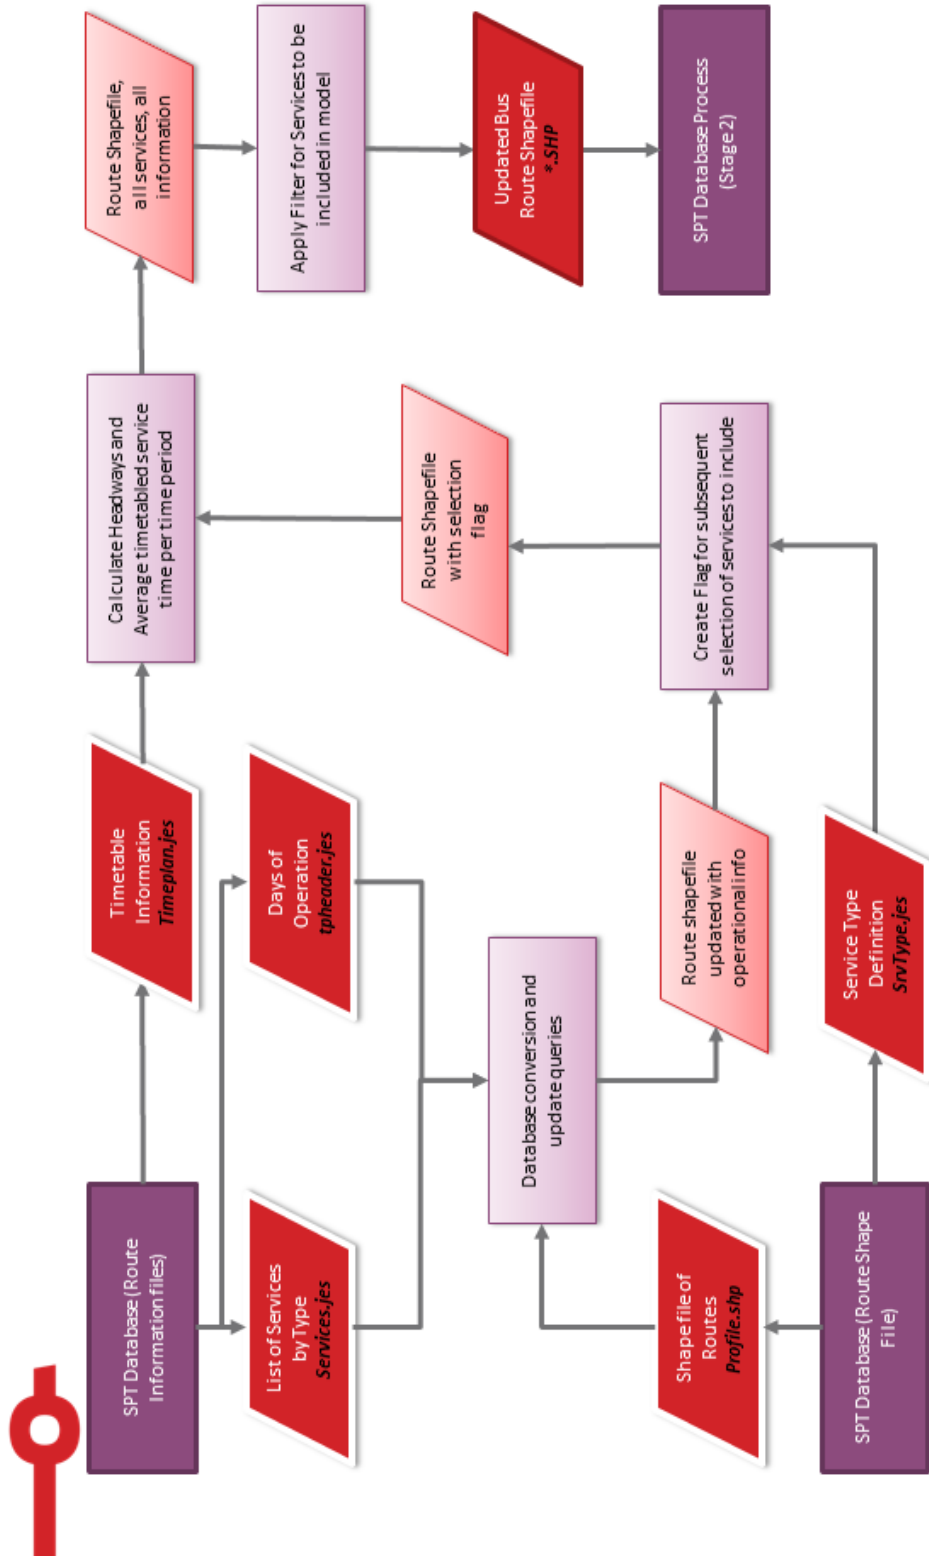 SPT Database (Route
Information files)
Timetable
Information
Timeplan.jes
Calculate Headways and
Average timetabled service
time per time period
Route Shapefile,
all services, all
information
List of Services
by Type
Services.jes
Days of
Operation
tpheader.jes
Apply Filter for Services to be
included in model
Database conversion and
update queries
Route Shapefile
with selection
flag
Updated Bus
Route Shapefile
*.SHP
Shapefile of
Routes
Profile.shp
Route shapefile
updated with
operational info
Create Flag for subsequent
selection of services to include
SPT Database Process
(Stage 2)
SPT Database (Route Shape
File)
Service Type
Definition
SrvType.jes